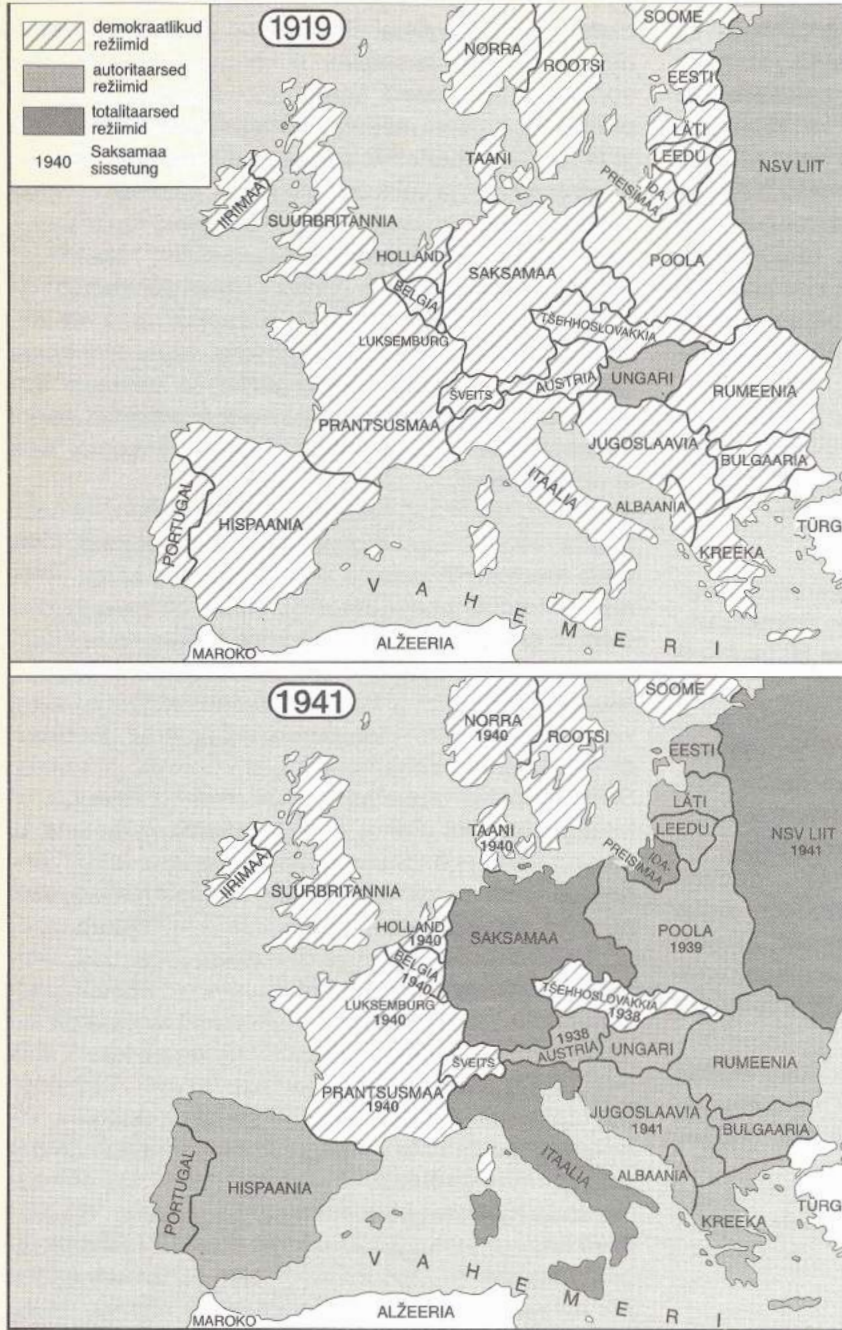 1919
demokraatlikud
režiimid
autoritaarsed
režiimid
totalitaarsed
režiimid
1940 Saksamaa
sissetung
SOOME
NORRA
ROOTSI
EESTI
LÄTI
LEEDU
TAANI
IDA-
PREISIMAA
NSV LIIT
IIRIMAA
SUURBRITANNIA
HOLLAND
SAKSAMAA
POOLA
BELGIA
TŠEHHOSLOVAKKIA
LUKSEMBURG
ŠVEITS
AUSTRIA
UNGARI
RUMEENIA
PRANTSUSMAA
JUGOSLAAVIA
BULGAARIA
ITAALIA
PORTUGAL
HISPAANIA
ALBAANIA
TÜRG
KREEKA
VAHEMERI
MAROKO
ALŽEERIA
1941
SOOME
NORRA
1940
ROOTSI
EESTI
LÄTI
LEEDU
TAANI
1940
IDA-
PREISIMAA
NSV LIIT
1941
IIRIMAA
SUURBRITANNIA
HOLLAND
1940
SAKSAMAA
POOLA
1939
BELGIA
1940
TŠEHHOSLOVAKKIA
1938
LUKSEMBURG
1940
1938
AUSTRIA
ŠVEITS
UNGARI
RUMEENIA
PRANTSUSMAA
1940
JUGOSLAAVIA
1941
BULGAARIA
ITAALIA
PORTUGAL
HISPAANIA
ALBAANIA
TÜRG
KREEKA
VAHEMERI
MAROKO
ALŽEERIA